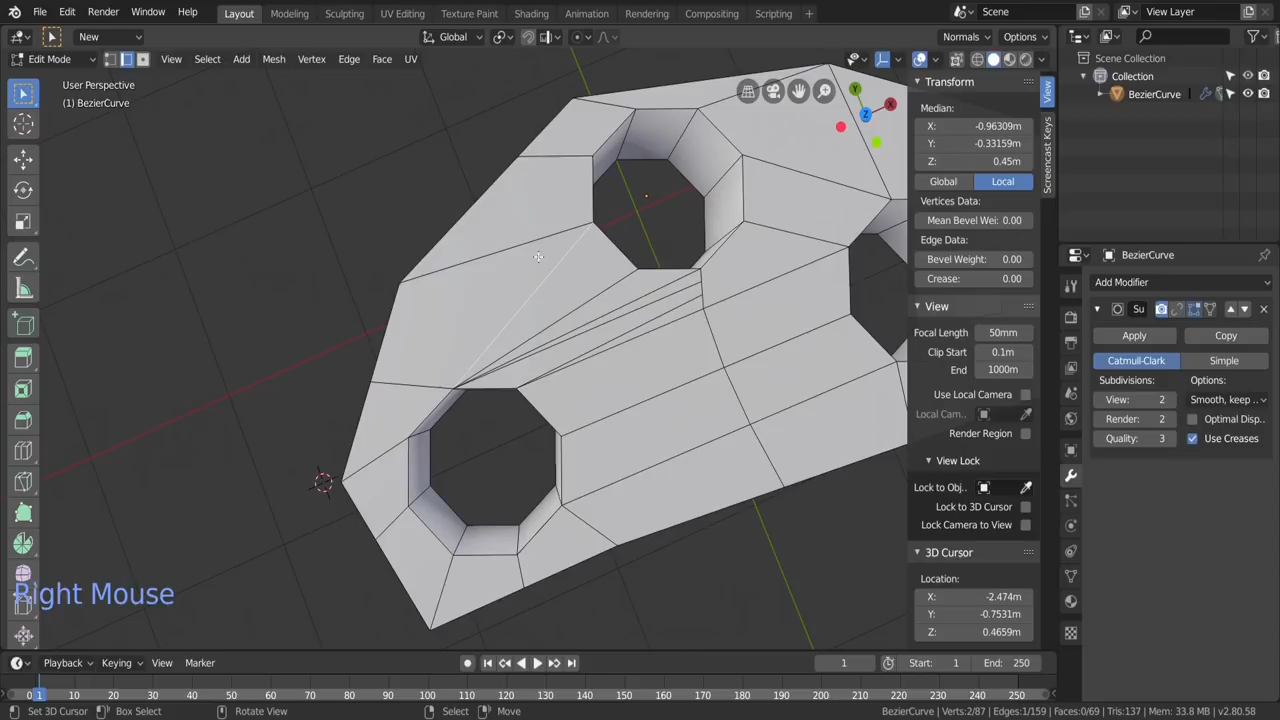 File Edit Render Window Help Layout Modeling Sculpting UV Editing Texture Paint Shading Animation Rendering Compositing Scripting + Scene View Layer
New Global Normals Options
Edit Mode View Select Add Mesh Vertex Edge Face UV
User Perspective
(1) BezierCurve
Scene Collection
Collection
BezierCurve
Transform
Median:
X: -0.96309m
Y: -0.33159m
Z: 0.45m
Global Local
Vertices Data:
Mean Bevel Wei: 0.00
Edge Data:
Bevel Weight: 0.00
Crease: 0.00
View
Focal Length 50mm
Clip Start 0.1m
End 1000m
Use Local Camera
Local Cam..
Render Region
View Lock
Lock to Obj..
Lock to 3D Cursor
Lock Camera to View
3D Cursor
Location:
X: -2.474m
Y: -0.7531m
Z: 0.4659m
View
Screencast Keys
X
Y
Z
BezierCurve
Add Modifier
Su
Apply Copy
Catmull-Clark Simple
Subdivisions: Options:
View: 2 Smooth, keep ..
Render: 2 Optimal Disp..
Quality: 3 Use Creases
Right Mouse
Playback Keying View Marker 1 Start: 1 End: 250
1 0 10 20 30 40 50 60 70 80 90 100 110 120 130 140 150 160 170 180 190 200 210 220 230 240 250
Set 3D Cursor Box Select Rotate View Select Move BezierCurve | Verts:2/87 | Edges:1/159 | Faces:0/69 | Tris:137 | Mem: 33.8 MB | v2.80.58